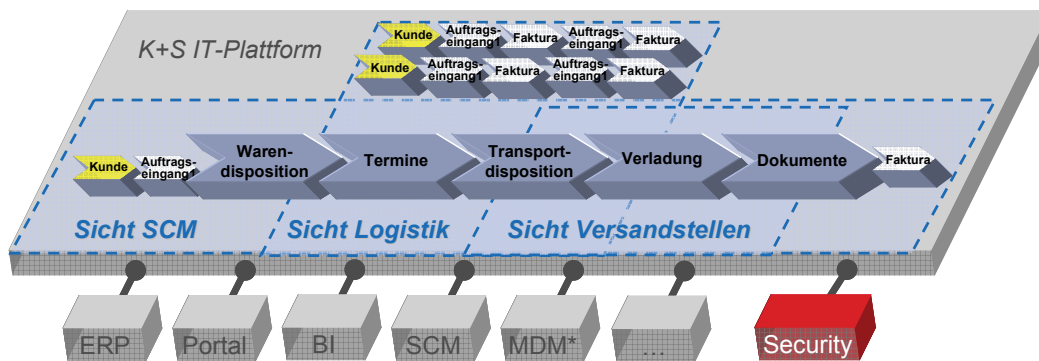 K+S IT-Plattform
Kunde
Auftrags-
eingang1
Faktura
Auftrags-
eingang1
Faktura
Kunde
Auftrags-
eingang1
Faktura
Auftrags-
eingang1
Faktura
Kunde
Auftrags-
eingang1
Waren-
disposition
Termine
Transport-
disposition
Verladung
Dokumente
Faktura
Sicht SCM
Sicht Logistik
Sicht Versandstellen
ERP
Portal
BI
SCM
MDM*
...
Security